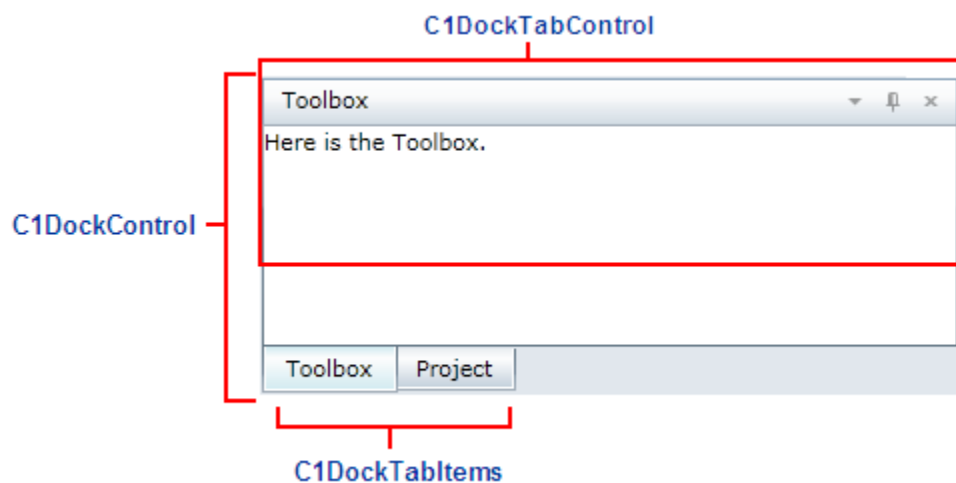 C1DockTabControl
Toolbox
Here is the Toolbox.
C1DockControl
Toolbox Project
C1DockTabItems